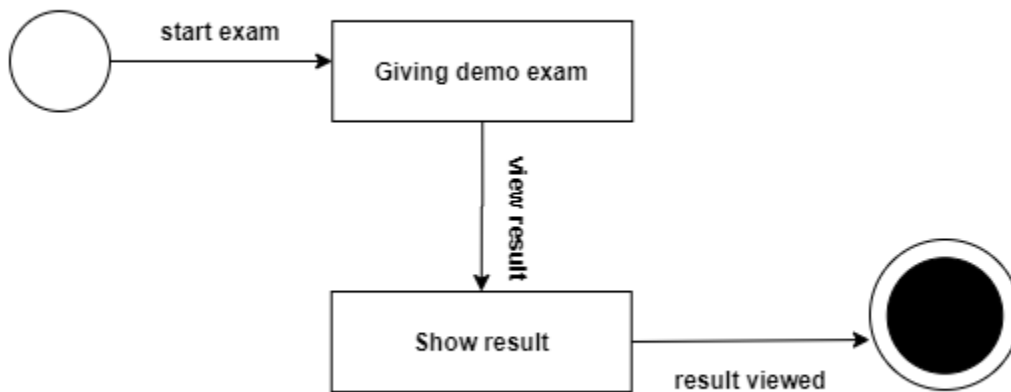 start exam
Giving demo exam
view result
Show result
result viewed